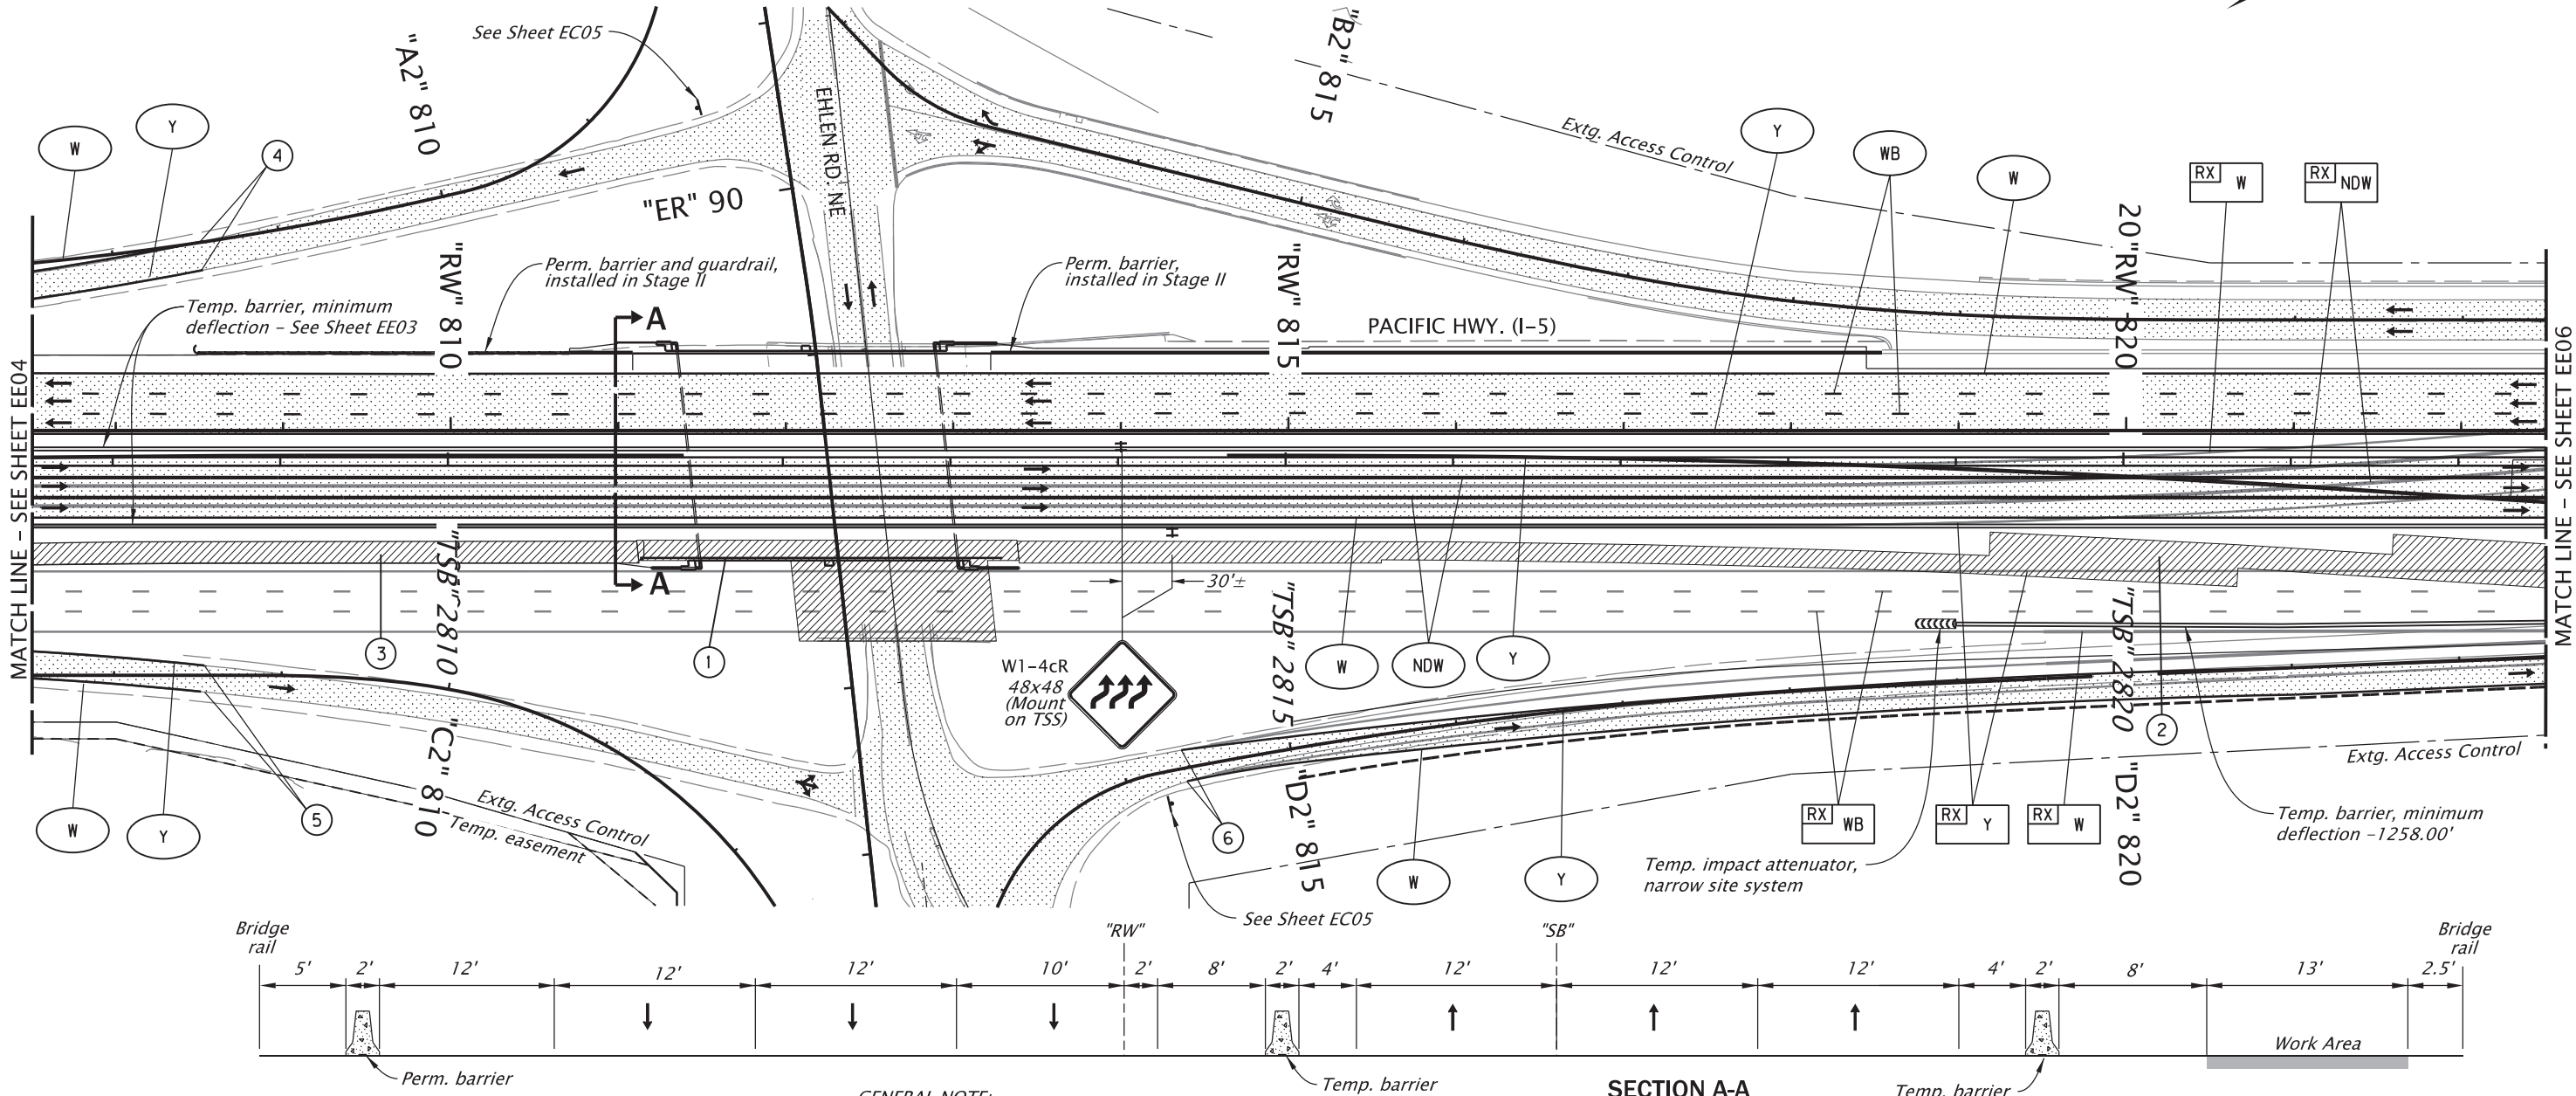 See Sheet EC05
"A2" 810
"B2" 815
EHLEN RD. NE
Extg. Access Control
W
Y
4
Y
WB
W
RX W
RX NDW
"ER" 90
"RW" 810
Perm. barrier and guardrail,
installed in Stage II
Perm. barrier,
installed in Stage II
"RW" 815
20 "RW" 820
Temp. barrier, minimum
deflection – See Sheet EE03
A
PACIFIC HWY. (I-5)
MATCH LINE – SEE SHEET EE04
MATCH LINE – SEE SHEET EE06
A
30'±
"TSB" 2810
"TSB" 2815
"TSB" 2820
3
1
W1-4cR
48x48
(Mount
on TSS)
W
NDW
Y
2
Extg. Access Control
W
Y
5
"C2" 810
Extg. Access Control
Temp. easement
6
"D2" 815
W
Y
RX WB
RX Y
RX W
"D2" 820
Temp. barrier, minimum
deflection –1258.00'
Temp. impact attenuator,
narrow site system
See Sheet EC05
Bridge
rail
"RW"
"SB"
Bridge
rail
5' 2' 12' 12' 12' 10' 2' 8' 2' 4' 12' 12' 12' 4' 2' 8' 13' 2.5'
Work Area
Perm. barrier
Temp. barrier
SECTION A-A
Temp. barrier
GENERAL NOTE: